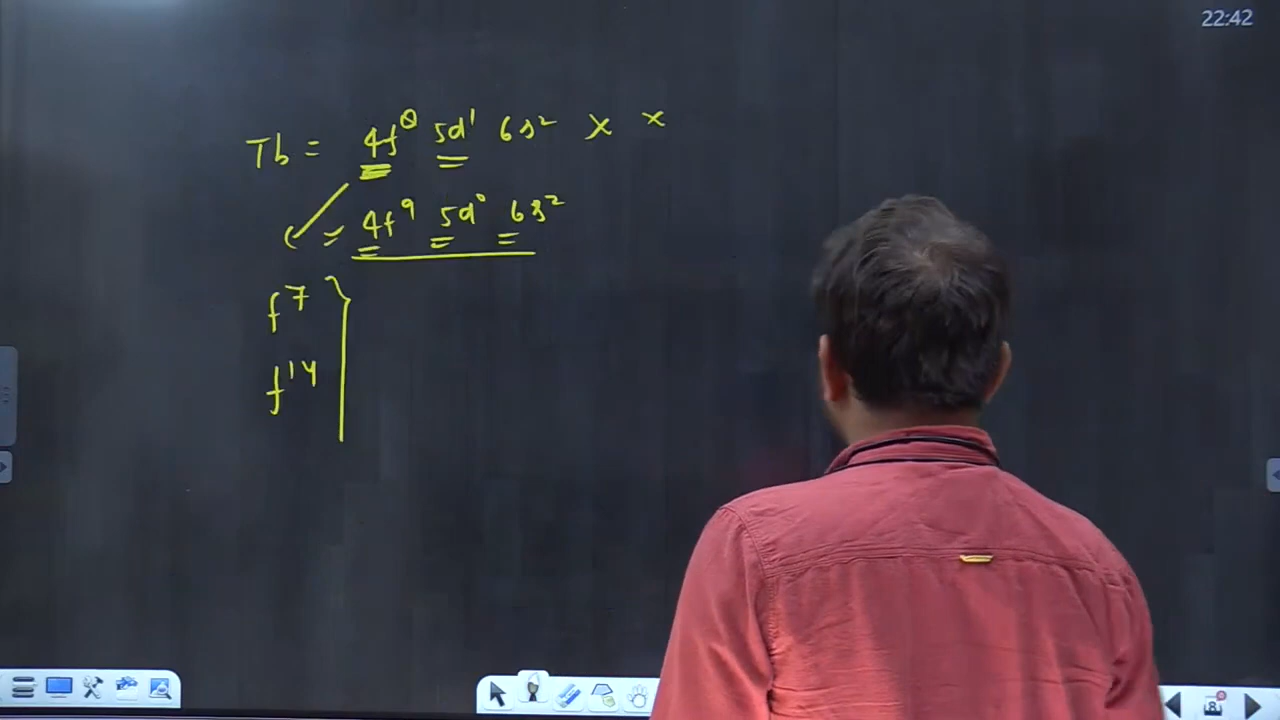 22:42
Tb = 4f⁸ 5d¹ 6s² × ×
= 4f⁹ 5d⁰ 6s²
f⁷
f¹⁴